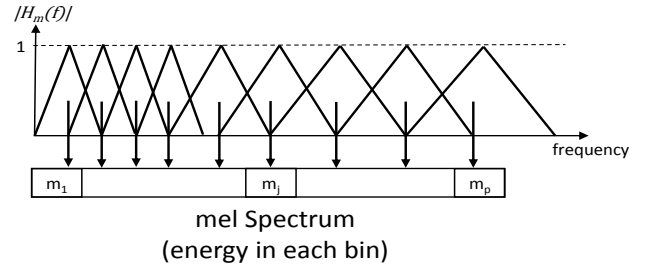 |Hm(f)|
1
frequency
m1 mj mp
mel Spectrum
(energy in each bin)